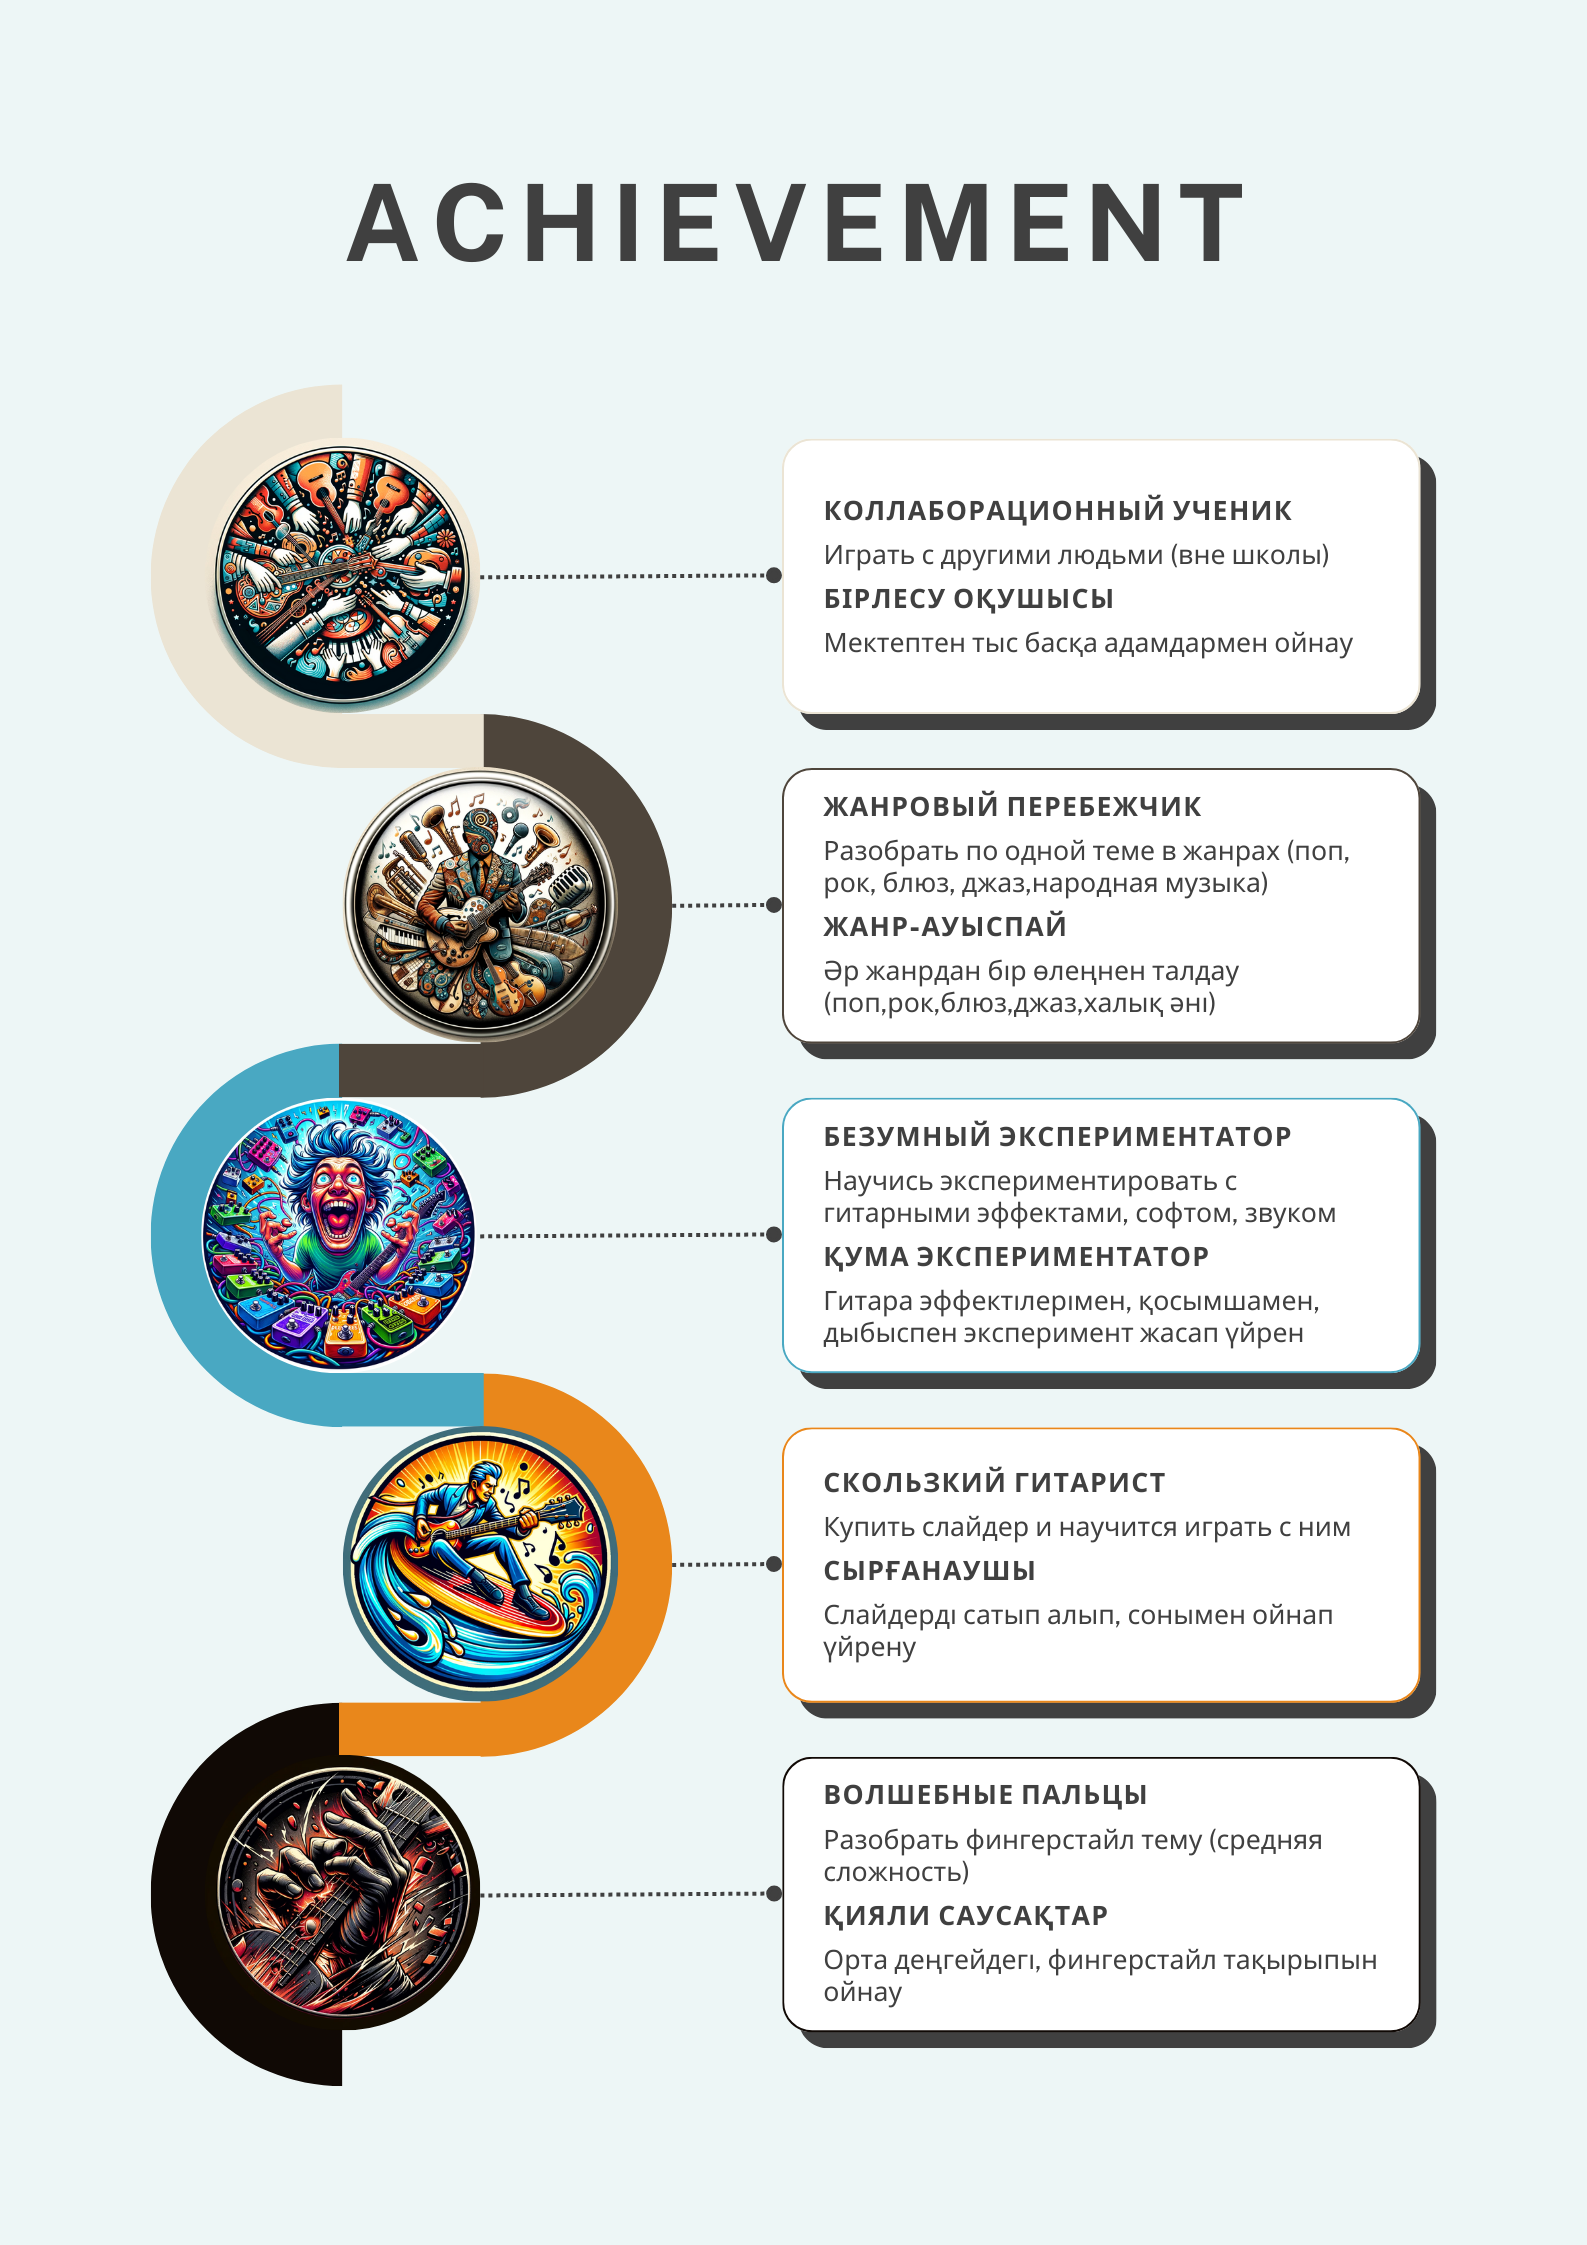 ACHIEVEMENT
КОЛЛАБОРАЦИОННЫЙ УЧЕНИК
Играть с другими людьми (вне школы)
БІРЛЕСУ ОҚУШЫСЫ
Мектептен тыс басқа адамдармен ойнау
ЖАНРОВЫЙ ПЕРЕБЕЖЧИК
Разобрать по одной теме в жанрах (поп,
рок, блюз, джаз,народная музыка)
ЖАНР-АУЫСПАЙ
Әр жанрдан бір өлеңнен талдау
(поп,рок,блюз,джаз,халық әні)
БЕЗУМНЫЙ ЭКСПЕРИМЕНТАТОР
Научись экспериментировать с
гитарными эффектами, софтом, звуком
ҚУМА ЭКСПЕРИМЕНТАТОР
Гитара эффектілерімен, қосымшамен,
дыбыспен эксперимент жасап үйрен
СКОЛЬЗКИЙ ГИТАРИСТ
Купить слайдер и научится играть с ним
СЫРҒАНАУШЫ
Слайдерді сатып алып, сонымен ойнап
үйрену
ВОЛШЕБНЫЕ ПАЛЬЦЫ
Разобрать фингерстайл тему (средняя
сложность)
ҚИЯЛИ САУСАҚТАР
Орта деңгейдегі, фингерстайл тақырыпын
ойнау